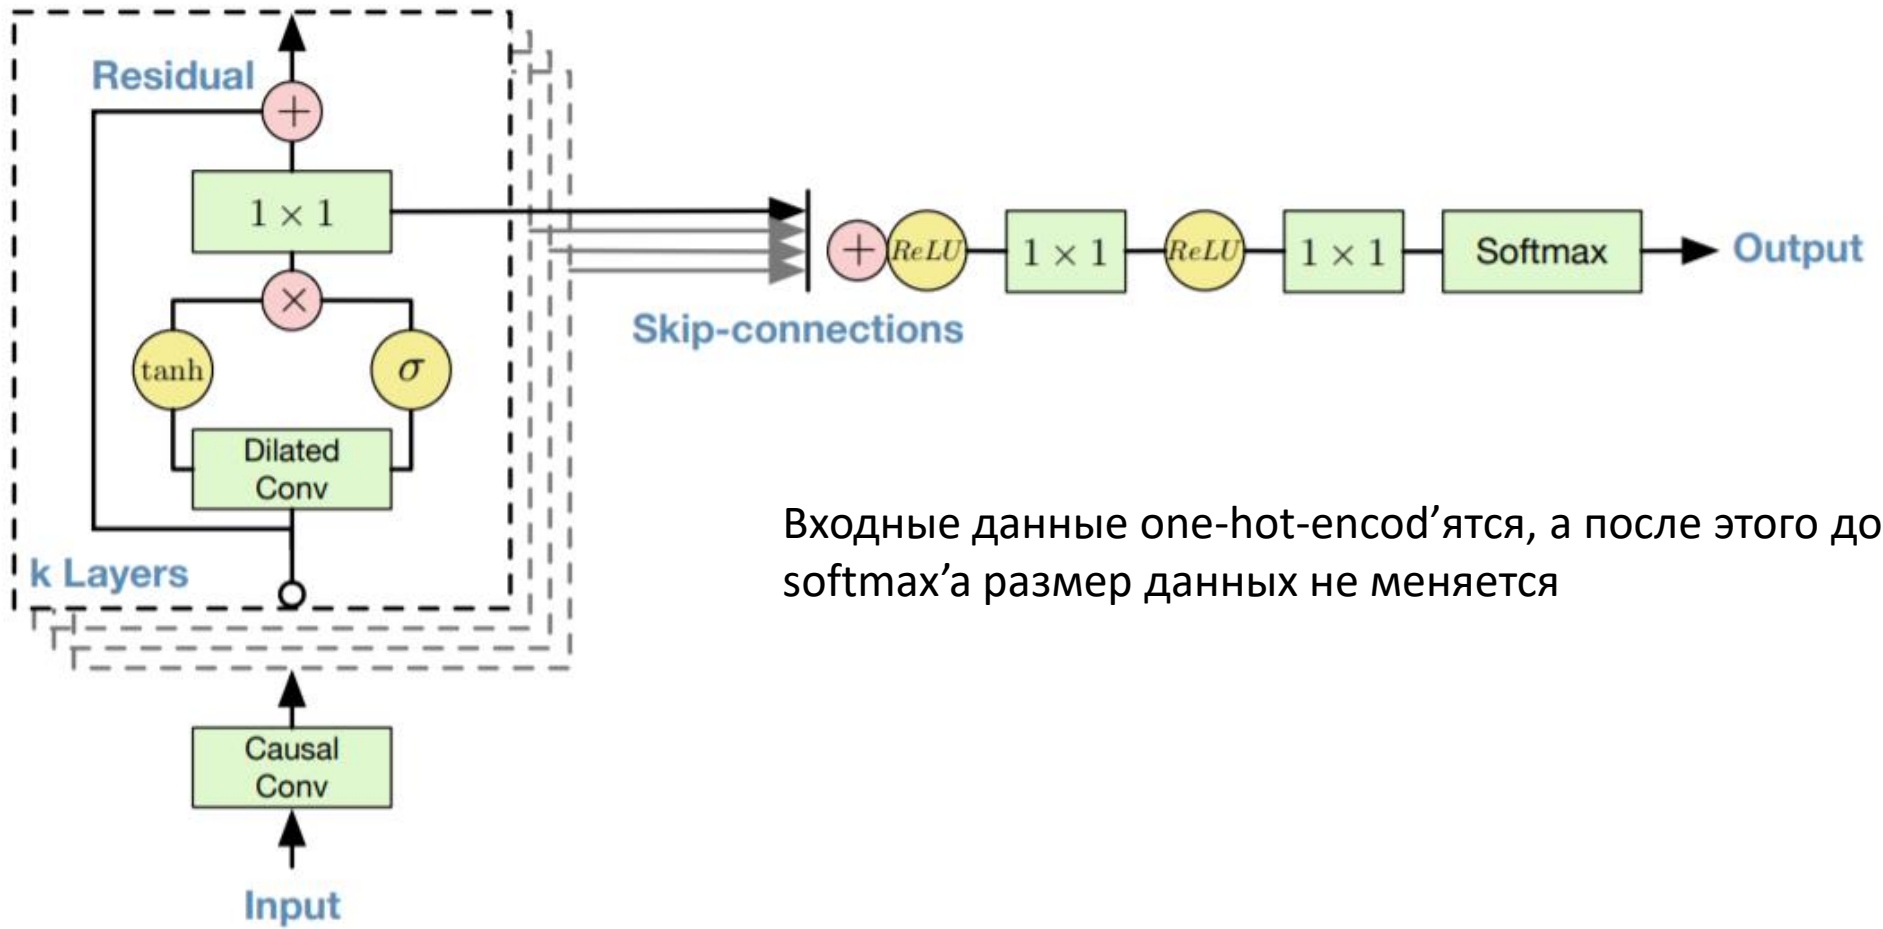 Residual
+
1 × 1
×
tanh
σ
Dilated
Conv
k Layers
Causal
Conv
Input
+
ReLU
1 × 1
ReLU
1 × 1
Softmax
Output
Skip-connections
Входные данные one-hot-encod’ятся, а после этого до
softmax’а размер данных не меняется